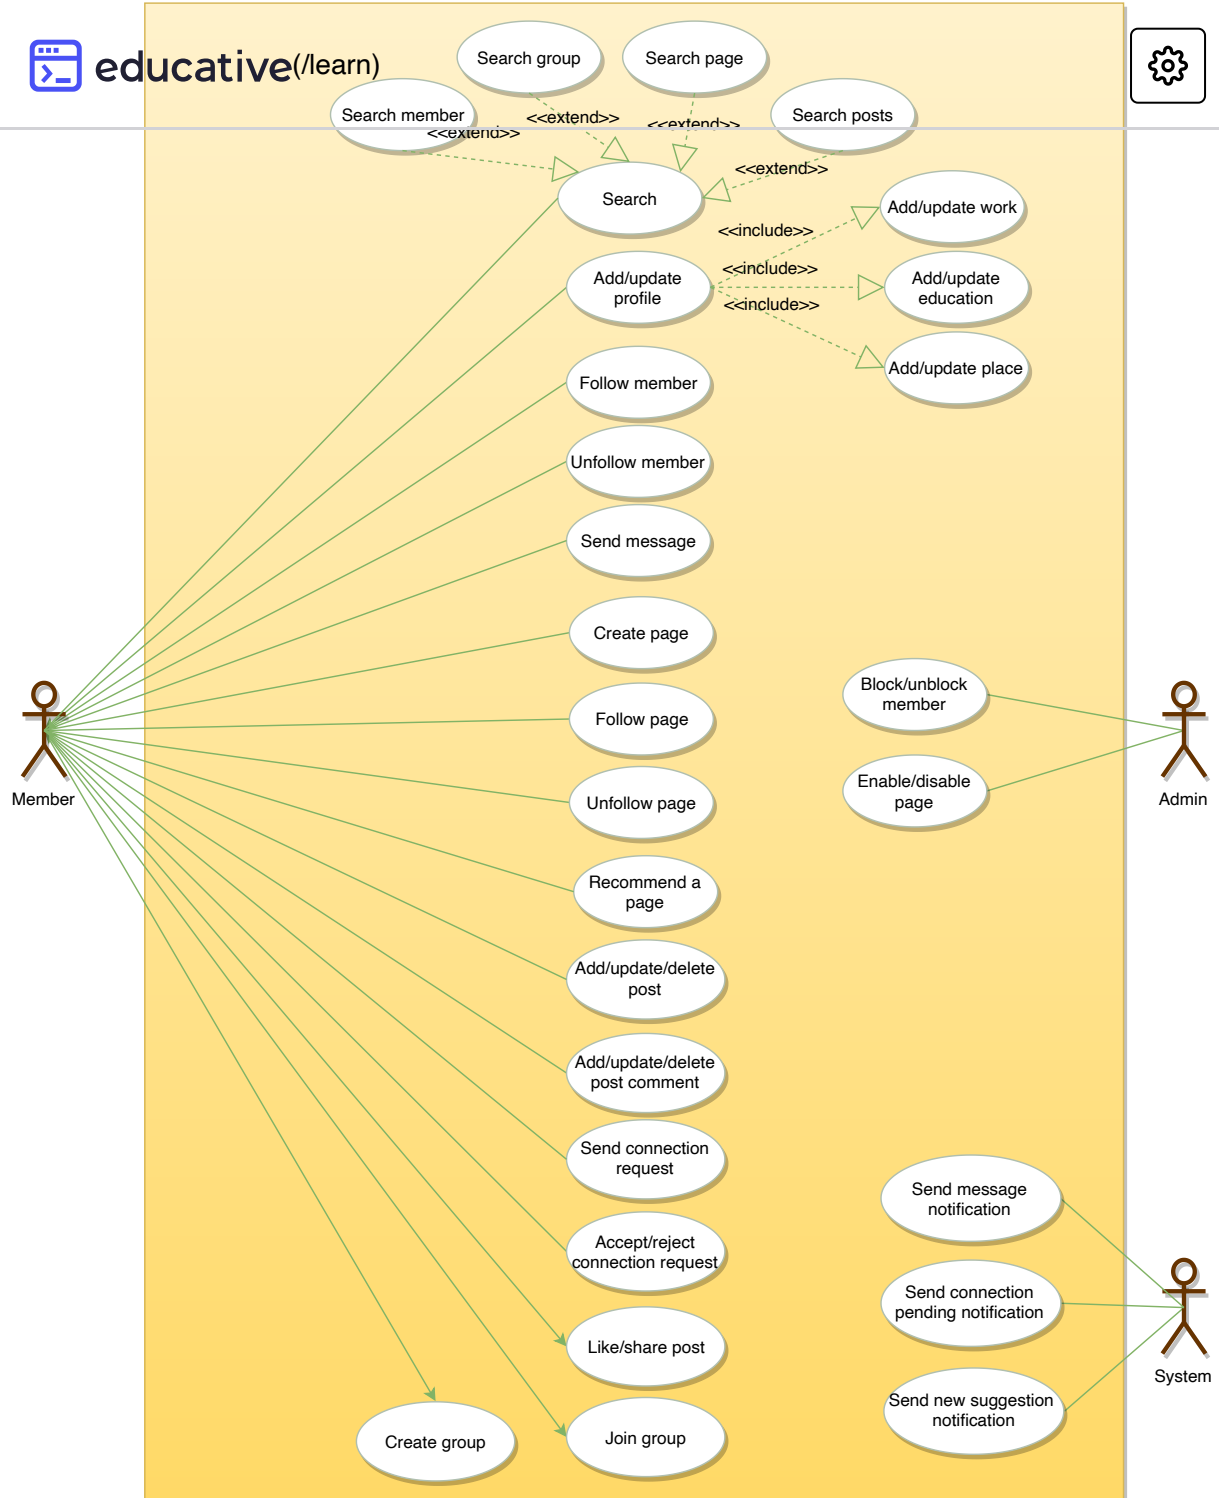 Search group
Search page
educative(/learn)
Search member
Search posts
<<extend>>
<<extend>>
<<extend>>
<<extend>>
Search
Add/update work
<<include>>
<<include>>
<<include>>
Add/update
profile
Add/update
education
Add/update place
Follow member
Unfollow member
Send message
Create page
Follow page
Unfollow page
Recommend a
page
Add/update/delete
post
Add/update/delete
post comment
Send connection
request
Accept/reject
connection request
Like/share post
Create group
Join group
Member
Block/unblock
member
Enable/disable
page
Admin
Send message
notification
Send connection
pending notification
Send new suggestion
notification
System